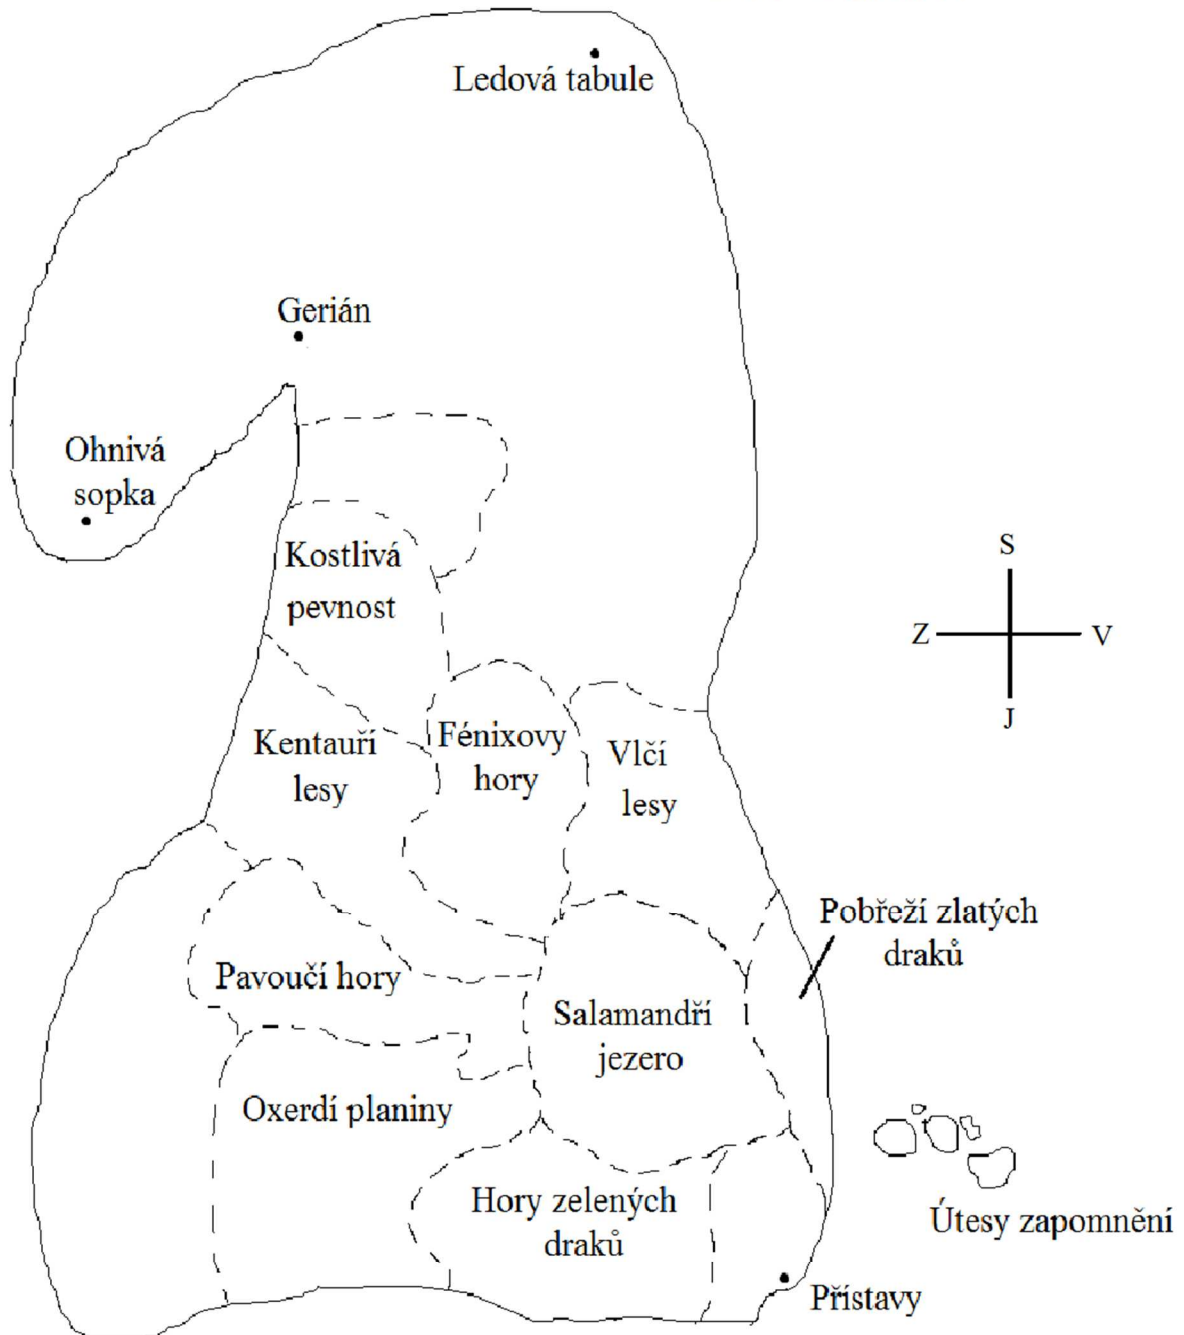 Ledová tabule
Gerián
Ohnivá
sopka
Kostlivá
pevnost
S
Z
V
J
Kentauří
lesy
Fénixovy
hory
Vlčí
lesy
Pobřeží zlatých
draků
Pavoučí hory
Salamandří
jezero
Oxerdí planiny
Hory zelených
draků
Útesy zapomnění
Přístavy